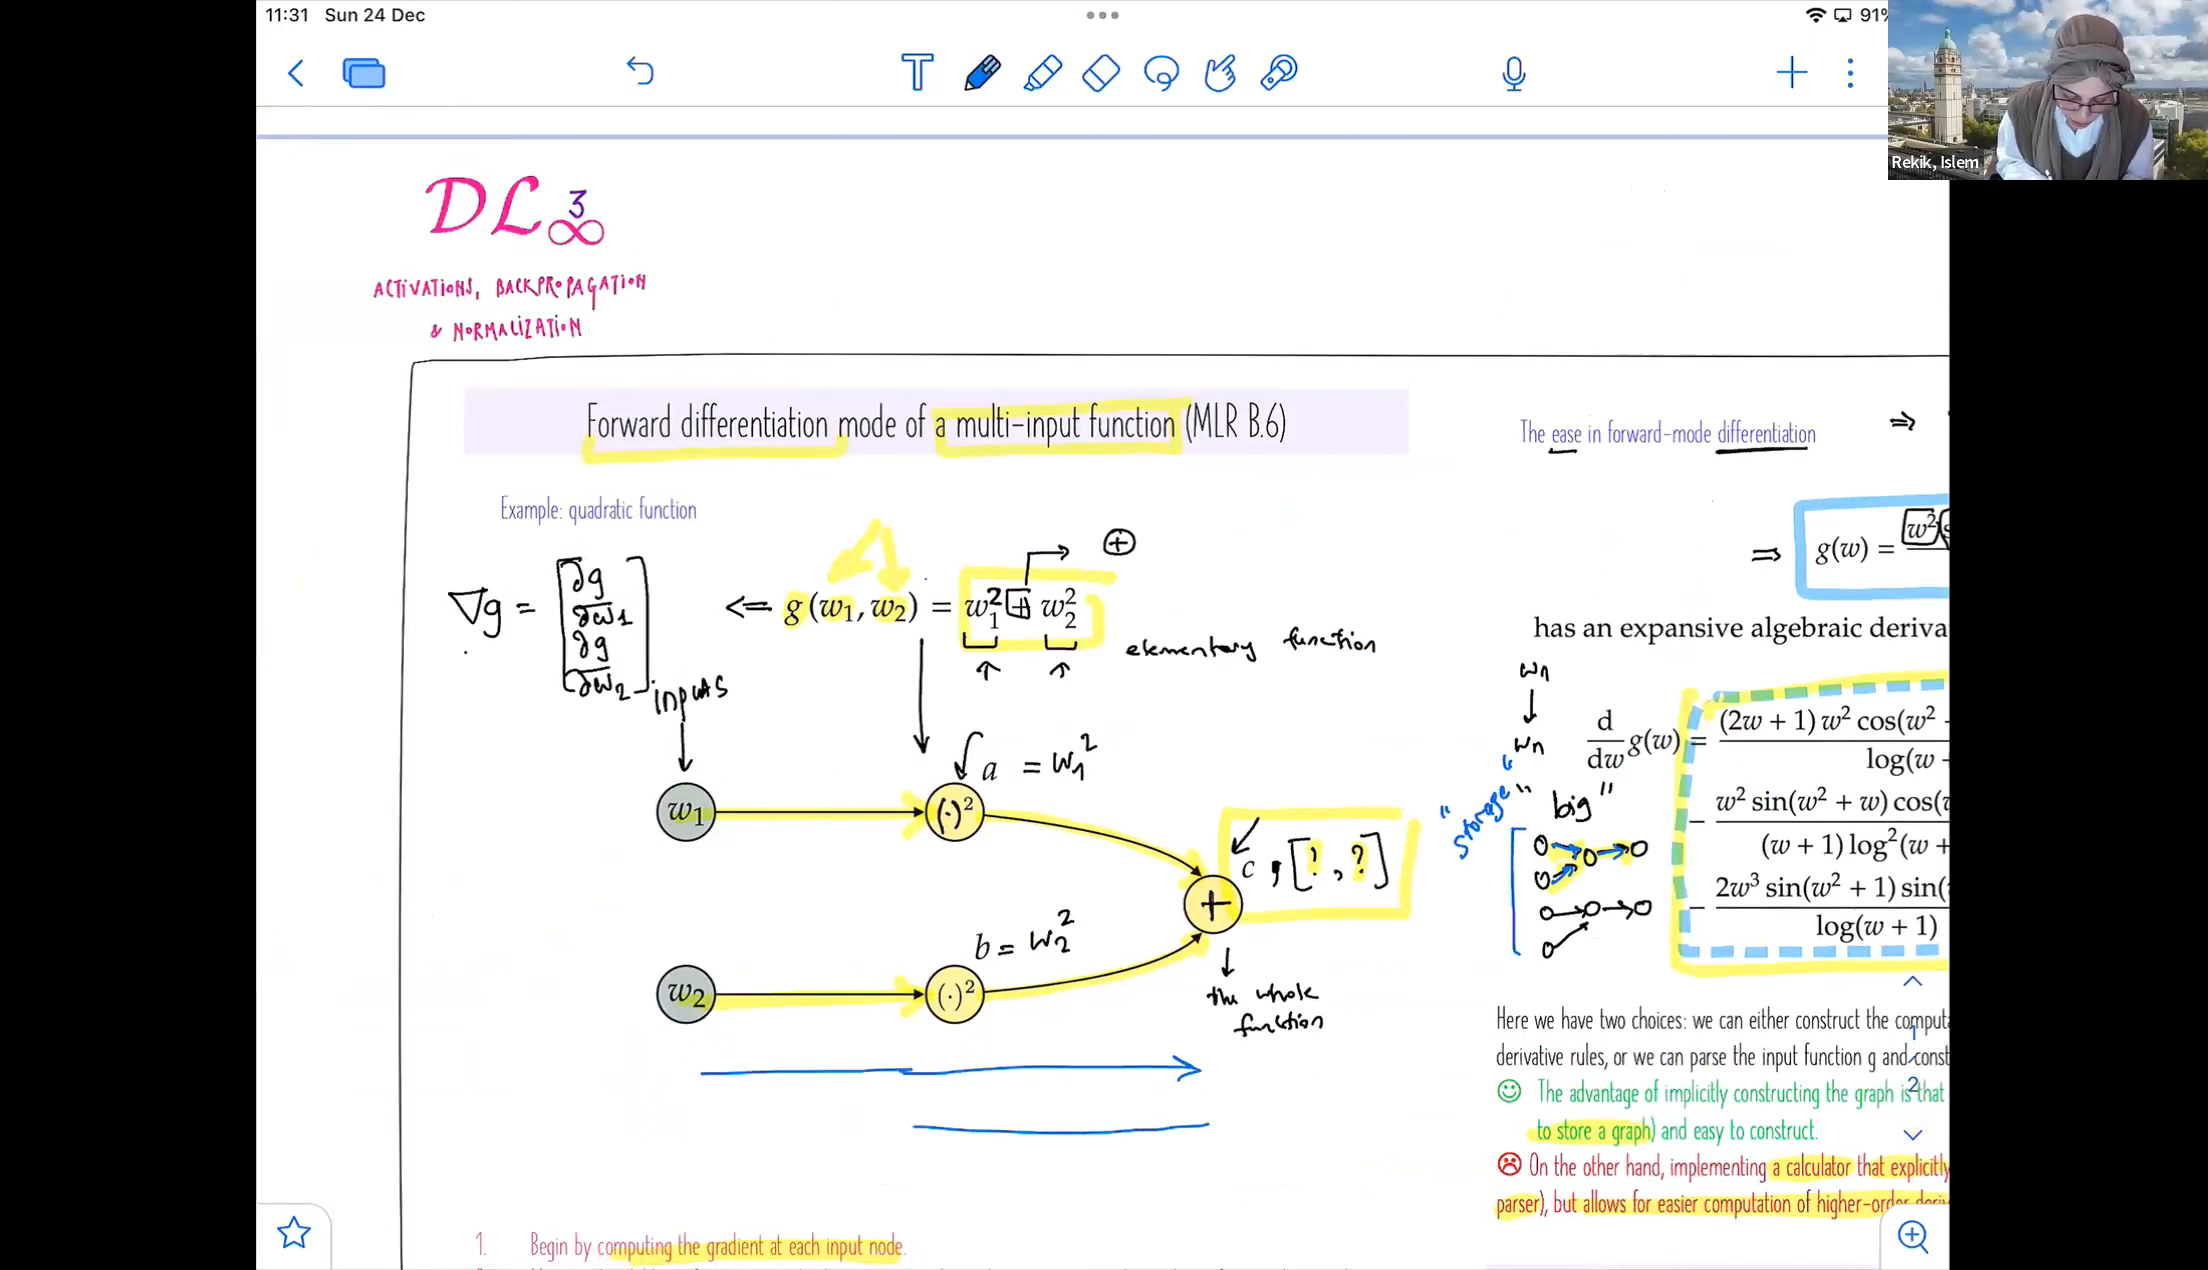 11:31 Sun 24 Dec
91%
Rekik, Islem
DL∞ 3
ACTIVATIONS, BACKPROPAGATION
& NORMALIZATION
Forward differentiation mode of a multi-input function (MLR B.6)
Example: quadratic function
∇g = [∂g/∂w1 ∂g/∂w2]
<= g(w1, w2) = w1² + w2²
→ ⊕
elementary function
inputs
w1
(·)²
a = w1²
c, [?, ?]
+
b = w2²
w2
(·)²
the whole
function
1. Begin by computing the gradient at each input node.
The ease in forward-mode differentiation ⇒
⇒ g(w) = w²
has an expansive algebraic deriva
w1
↓
wn
d/dw g(w) = (2w + 1) w² cos(w² - / log(w -
"storage"
"big"
- w² sin(w² + w) cos( / (w + 1) log²(w +
- 2w³ sin(w² + 1) sin( / log(w + 1)
Here we have two choices: we can either construct the computa
derivative rules, or we can parse the input function g and const
1
2
☺ The advantage of implicitly constructing the graph is that
to store a graph) and easy to construct.
☹ On the other hand, implementing a calculator that explicitly
parser), but allows for easier computation of higher-order deriv